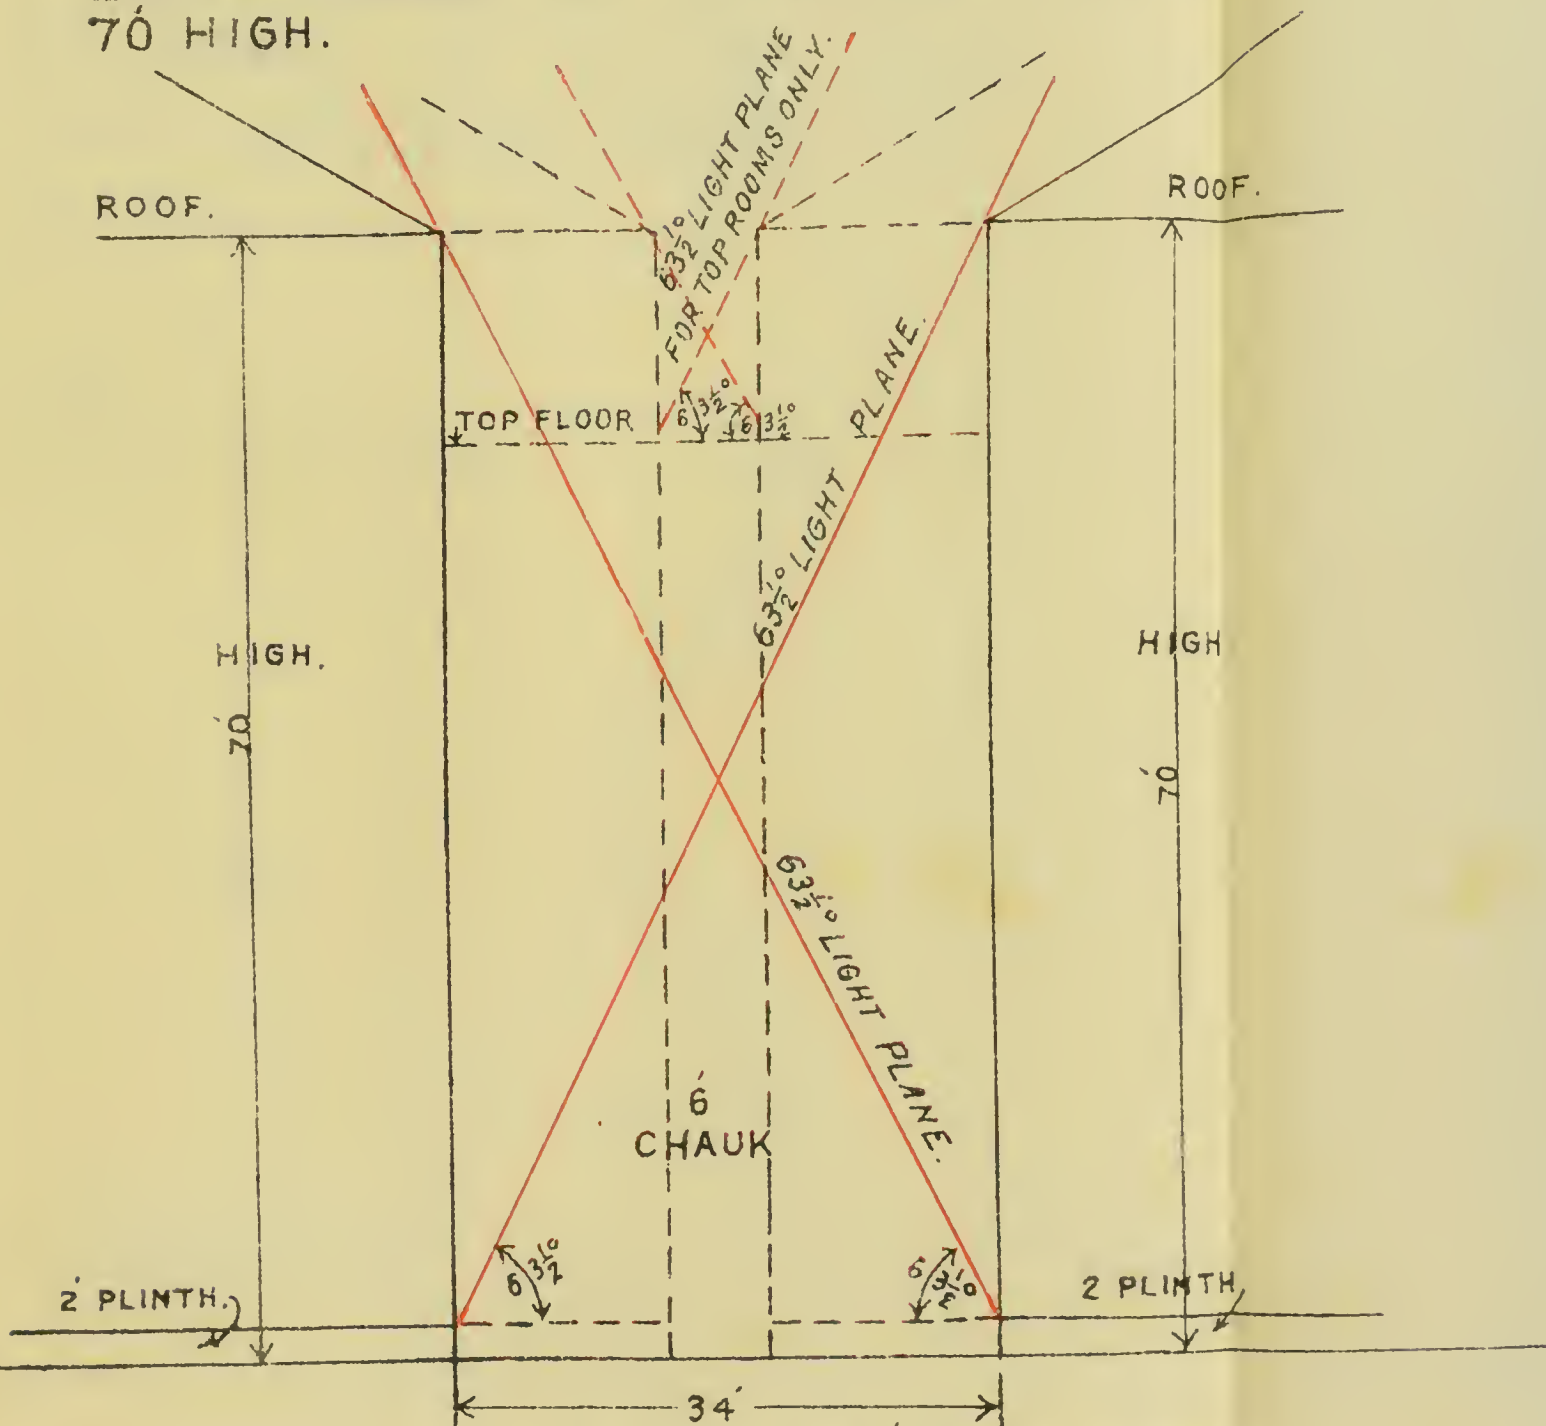 70' HIGH.
ROOF.
ROOF.
63½° LIGHT PLANE
FOR TOP ROOMS ONLY.
TOP FLOOR
63½°
63½°
63½° LIGHT PLANE.
HIGH.
70'
HIGH
70'
63½° LIGHT PLANE.
6'
CHAUK
63½°
63½°
2' PLINTH.
2 PLINTH
34'